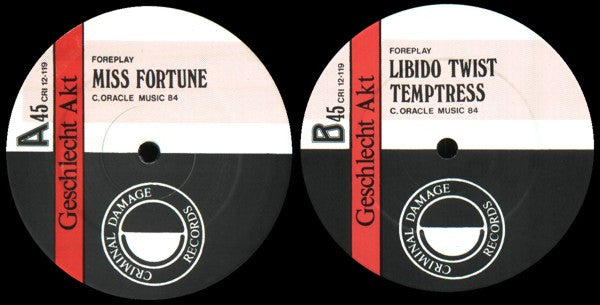 FOREPLAY
MISS FORTUNE
C. ORACLE MUSIC 84
A 45 CRI 12-119
Geschlecht Akt
CRIMINAL DAMAGE
RECORDS
FOREPLAY
LIBIDO TWIST
TEMPTRESS
C. ORACLE MUSIC 84
B 45 CRI 12-119
Geschlecht Akt
CRIMINAL DAMAGE
RECORDS